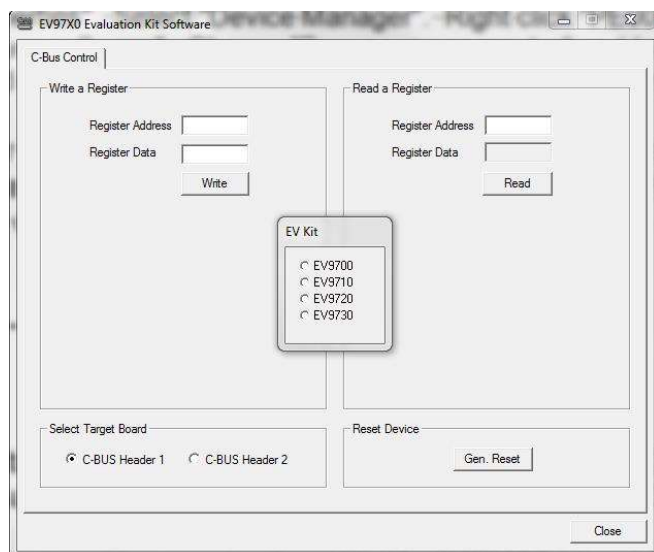 EV97X0 Evaluation Kit Software
C-Bus Control
Write a Register
Register Address
Register Data
Write
Read a Register
Register Address
Register Data
Read
EV Kit
EV9700
EV9710
EV9720
EV9730
Select Target Board
C-BUS Header 1
C-BUS Header 2
Reset Device
Gen. Reset
Close